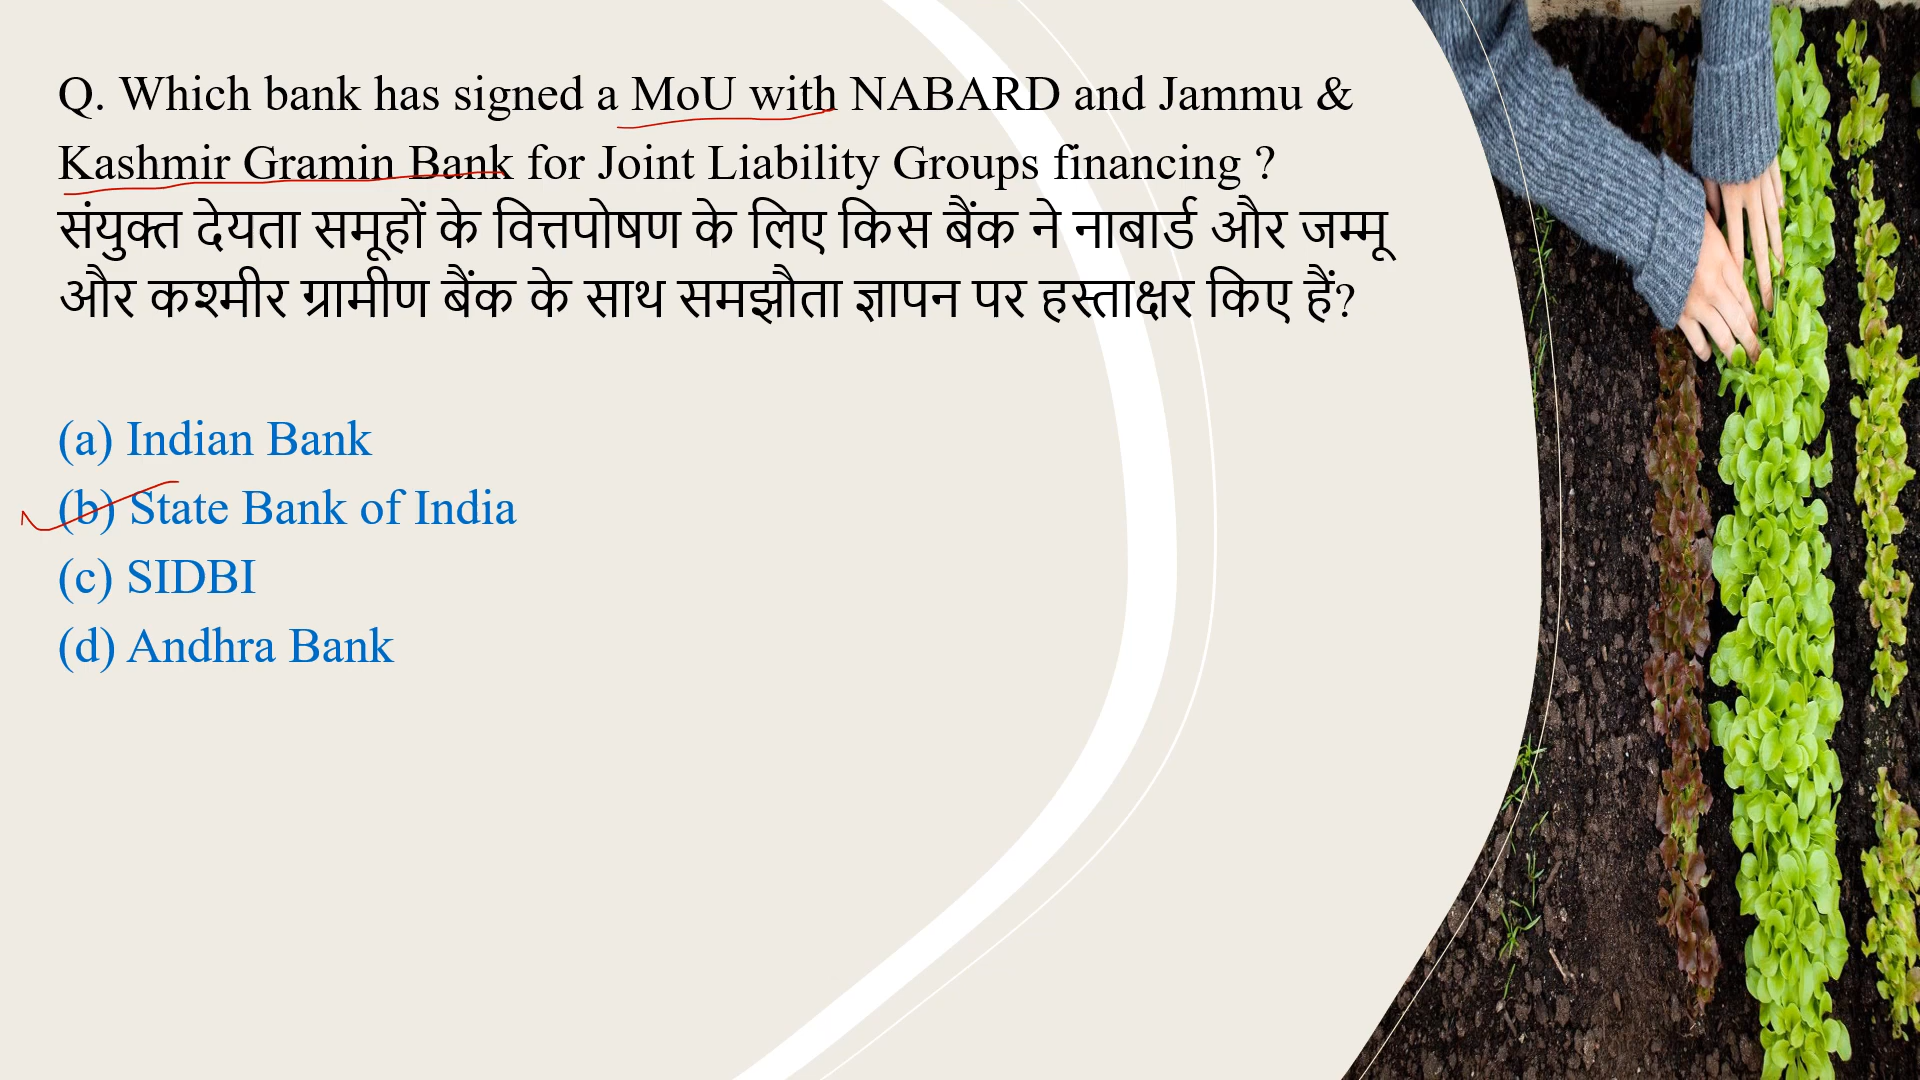 Q. Which bank has signed a MoU with NABARD and Jammu &
Kashmir Gramin Bank for Joint Liability Groups financing ?
संयुक्त देयता समूहों के वित्तपोषण के लिए किस बैंक ने नाबार्ड और जम्मू
और कश्मीर ग्रामीण बैंक के साथ समझौता ज्ञापन पर हस्ताक्षर किए हैं?
(a) Indian Bank
(b) State Bank of India
(c) SIDBI
(d) Andhra Bank